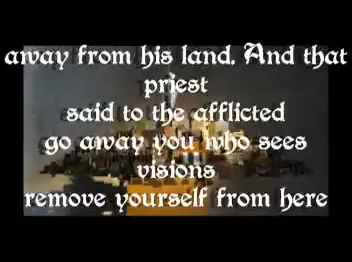 away from his land. And that
priest
said to the afflicted
go away you who sees
visions
remove yourself from here